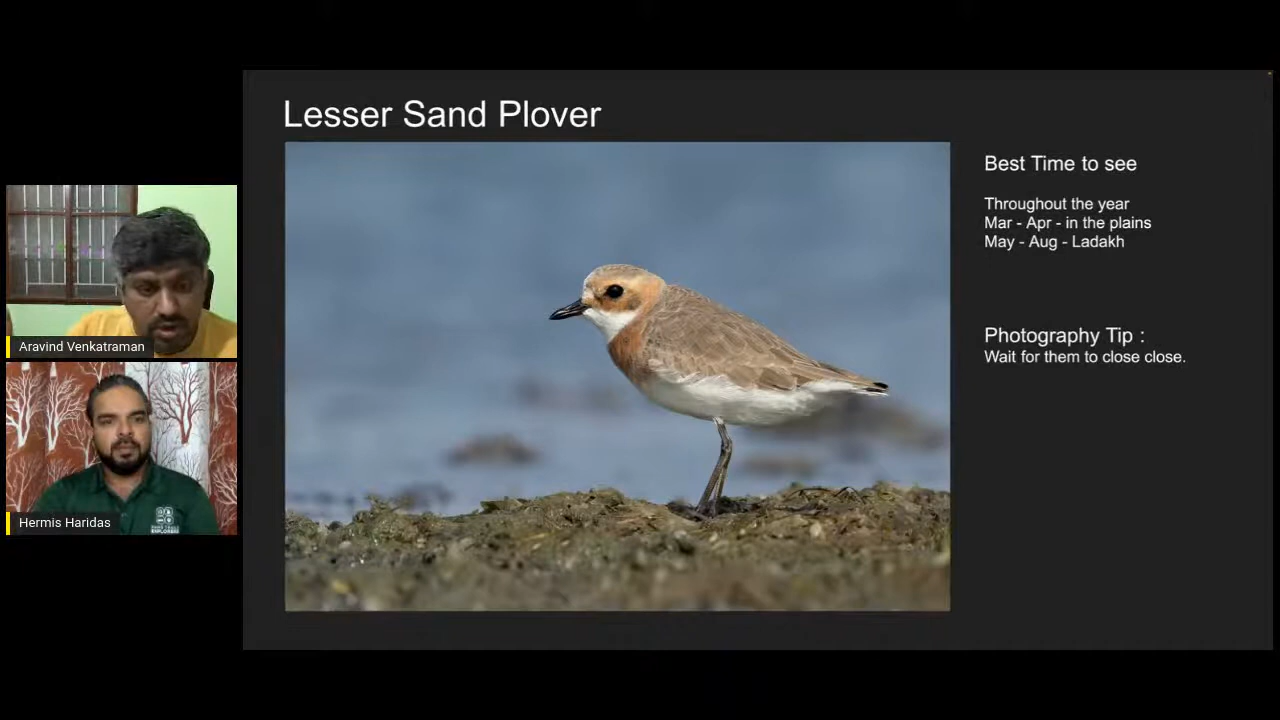 Lesser Sand Plover
Best Time to see
Throughout the year
Mar - Apr - in the plains
May - Aug - Ladakh
Photography Tip :
Wait for them to close close.
Aravind Venkatraman
Hermis Haridas
EXPLORERS